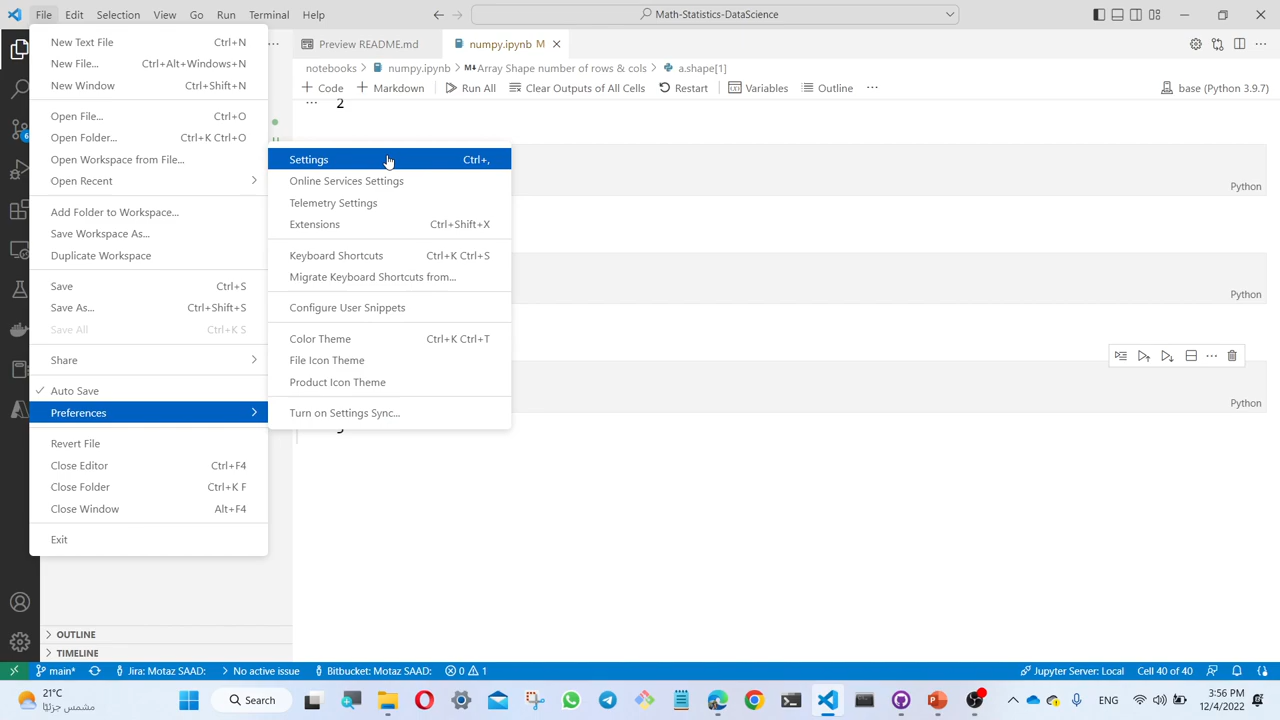 File Edit Selection View Go Run Terminal Help
Math-Statistics-DataScience
New Text File Ctrl+N
New File... Ctrl+Alt+Windows+N
New Window Ctrl+Shift+N
Open File... Ctrl+O
Open Folder... Ctrl+K Ctrl+O
Open Workspace from File...
Open Recent
Add Folder to Workspace...
Save Workspace As...
Duplicate Workspace
Save Ctrl+S
Save As... Ctrl+Shift+S
Save All Ctrl+K S
Share
Auto Save
Preferences
Revert File
Close Editor Ctrl+F4
Close Folder Ctrl+K F
Close Window Alt+F4
Exit
Settings Ctrl+,
Online Services Settings
Telemetry Settings
Extensions Ctrl+Shift+X
Keyboard Shortcuts Ctrl+K Ctrl+S
Migrate Keyboard Shortcuts from...
Configure User Snippets
Color Theme Ctrl+K Ctrl+T
File Icon Theme
Product Icon Theme
Turn on Settings Sync...
Preview README.md numpy.ipynb M
notebooks > numpy.ipynb > M↓Array Shape number of rows & cols > a.shape[1]
+ Code + Markdown Run All Clear Outputs of All Cells Restart Variables Outline ... base (Python 3.9.7)
... 2
Python
Python
Python
OUTLINE
TIMELINE
main* Jira: Motaz SAAD: No active issue Bitbucket: Motaz SAAD: 0 1 Jupyter Server: Local Cell 40 of 40
21°C
مشمس جزئيًا
Search
ENG
3:56 PM
12/4/2022